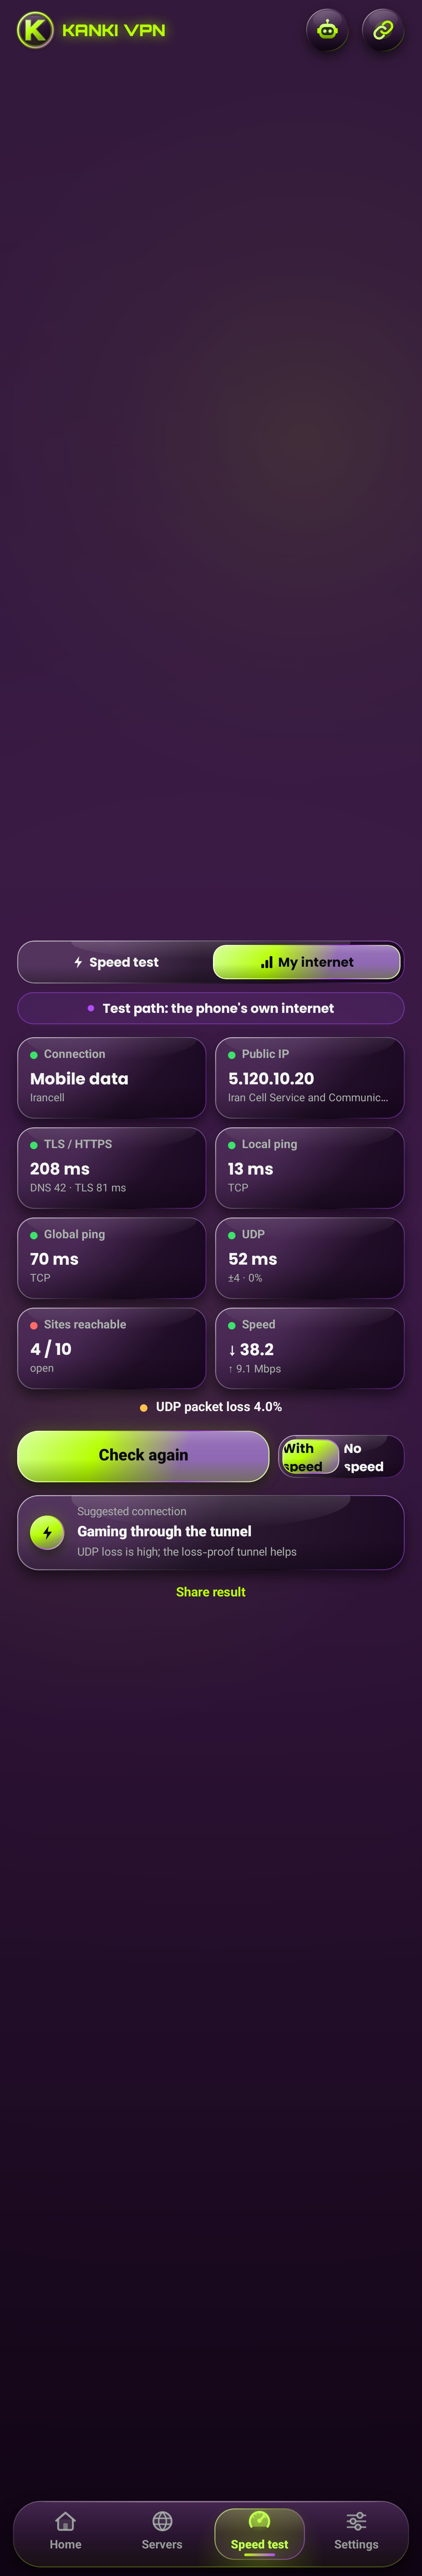 KANKI VPN
Speed test
My internet
Test path: the phone's own internet
Connection
Mobile data
Irancell
Public IP
5.120.10.20
Iran Cell Service and Communic...
TLS / HTTPS
208 ms
DNS 42 · TLS 81 ms
Local ping
13 ms
TCP
Global ping
70 ms
TCP
UDP
52 ms
±4 · 0%
Sites reachable
4 / 10
open
Speed
↓ 38.2
↑ 9.1 Mbps
UDP packet loss 4.0%
Check again
With
speed
No
speed
Suggested connection
Gaming through the tunnel
UDP loss is high; the loss-proof tunnel helps
Share result
Home
Servers
Speed test
Settings